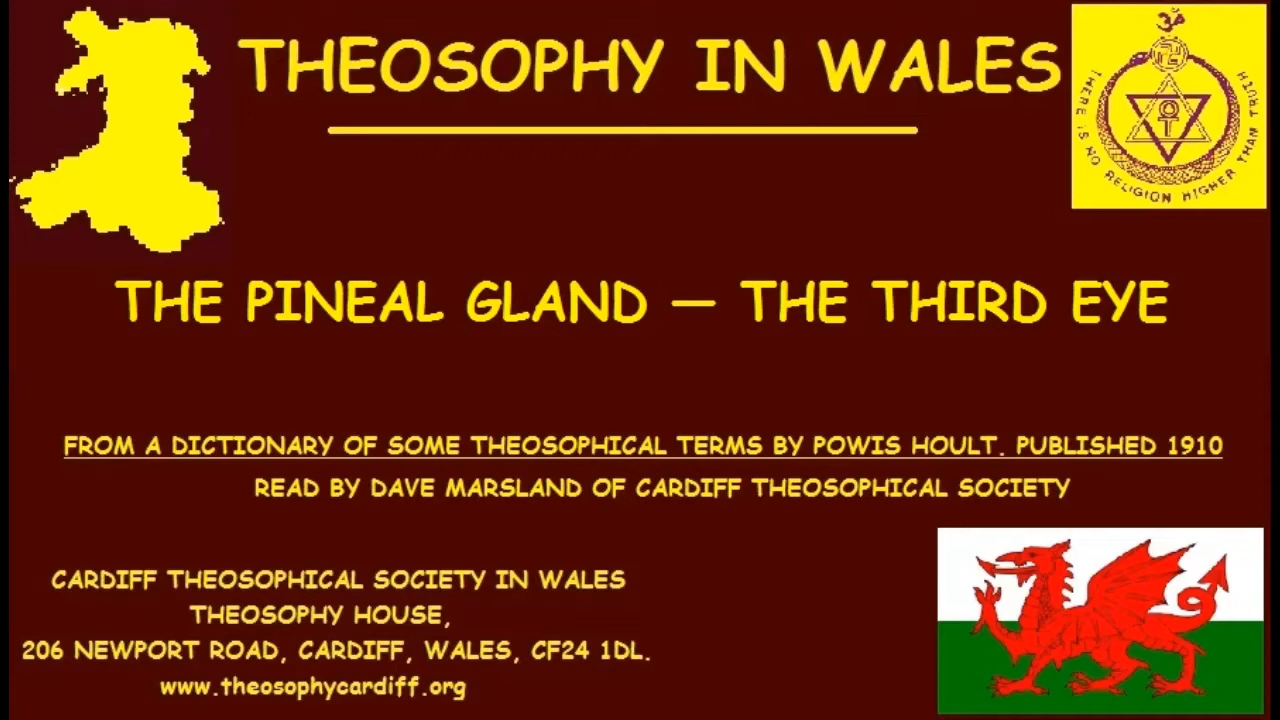 THEOSOPHY IN WALES
THERE IS NO RELIGION HIGHER THAN TRUTH
THE PINEAL GLAND — THE THIRD EYE
FROM A DICTIONARY OF SOME THEOSOPHICAL TERMS BY POWIS HOULT. PUBLISHED 1910
READ BY DAVE MARSLAND OF CARDIFF THEOSOPHICAL SOCIETY
CARDIFF THEOSOPHICAL SOCIETY IN WALES
THEOSOPHY HOUSE,
206 NEWPORT ROAD, CARDIFF, WALES, CF24 1DL.
www.theosophycardiff.org